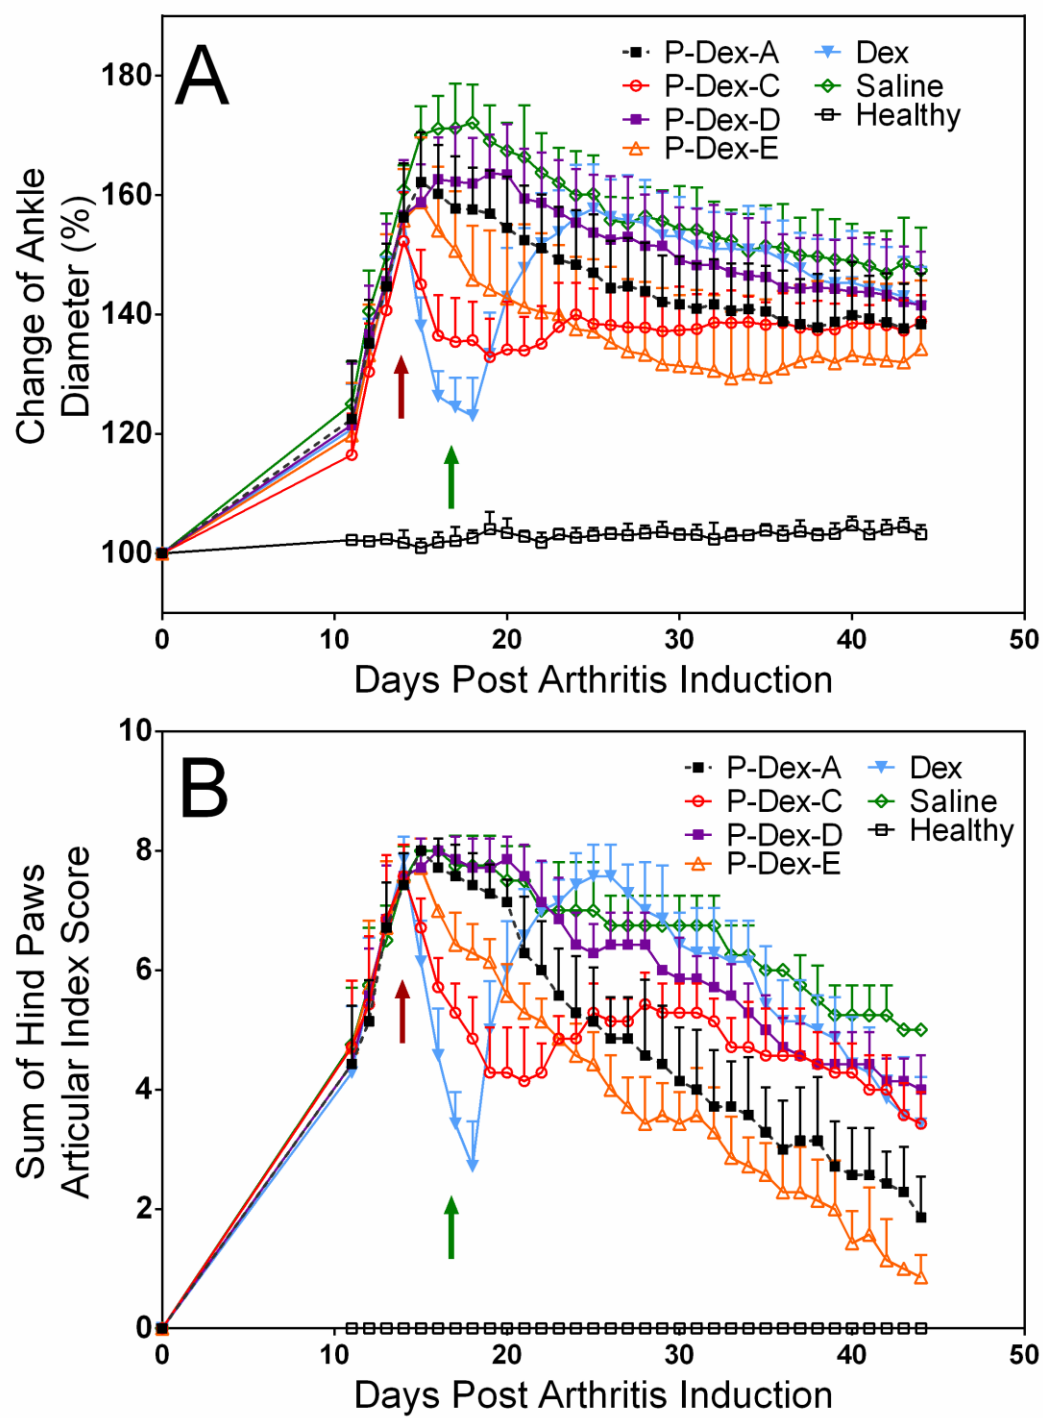 A
P-Dex-A
P-Dex-C
P-Dex-D
P-Dex-E
Dex
Saline
Healthy
Change of Ankle
Diameter (%)
180
160
140
120
100
0 10 20 30 40 50
Days Post Arthritis Induction
B
P-Dex-A
P-Dex-C
P-Dex-D
P-Dex-E
Dex
Saline
Healthy
Sum of Hind Paws
Articular Index Score
10
8
6
4
2
0
0 10 20 30 40 50
Days Post Arthritis Induction